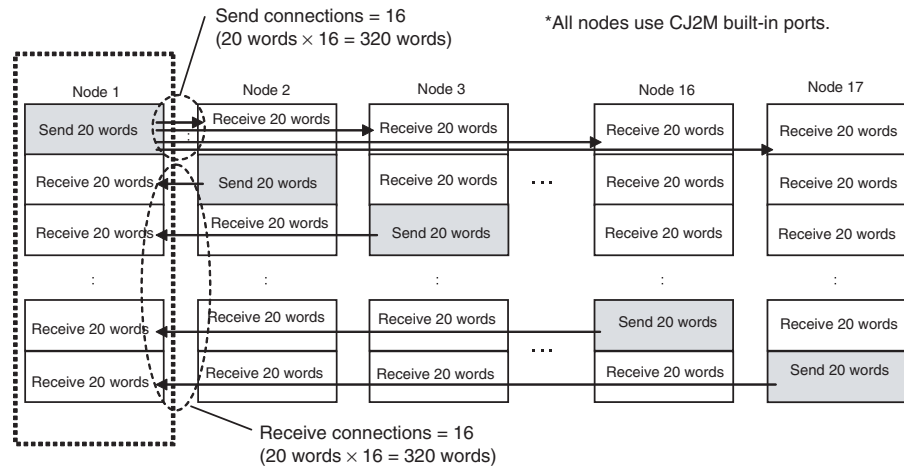 Send connections = 16
(20 words × 16 = 320 words)
*All nodes use CJ2M built-in ports.
Node 1
Node 2
Node 3
Node 16
Node 17
Send 20 words
Receive 20 words
Receive 20 words
Receive 20 words
Receive 20 words
Receive 20 words
Send 20 words
Receive 20 words
...
Receive 20 words
Receive 20 words
Receive 20 words
Receive 20 words
Send 20 words
Receive 20 words
Receive 20 words
:
:
:
:
:
Receive 20 words
Receive 20 words
Receive 20 words
Send 20 words
Receive 20 words
...
Receive 20 words
Receive 20 words
Receive 20 words
Receive 20 words
Send 20 words
Receive connections = 16
(20 words × 16 = 320 words)